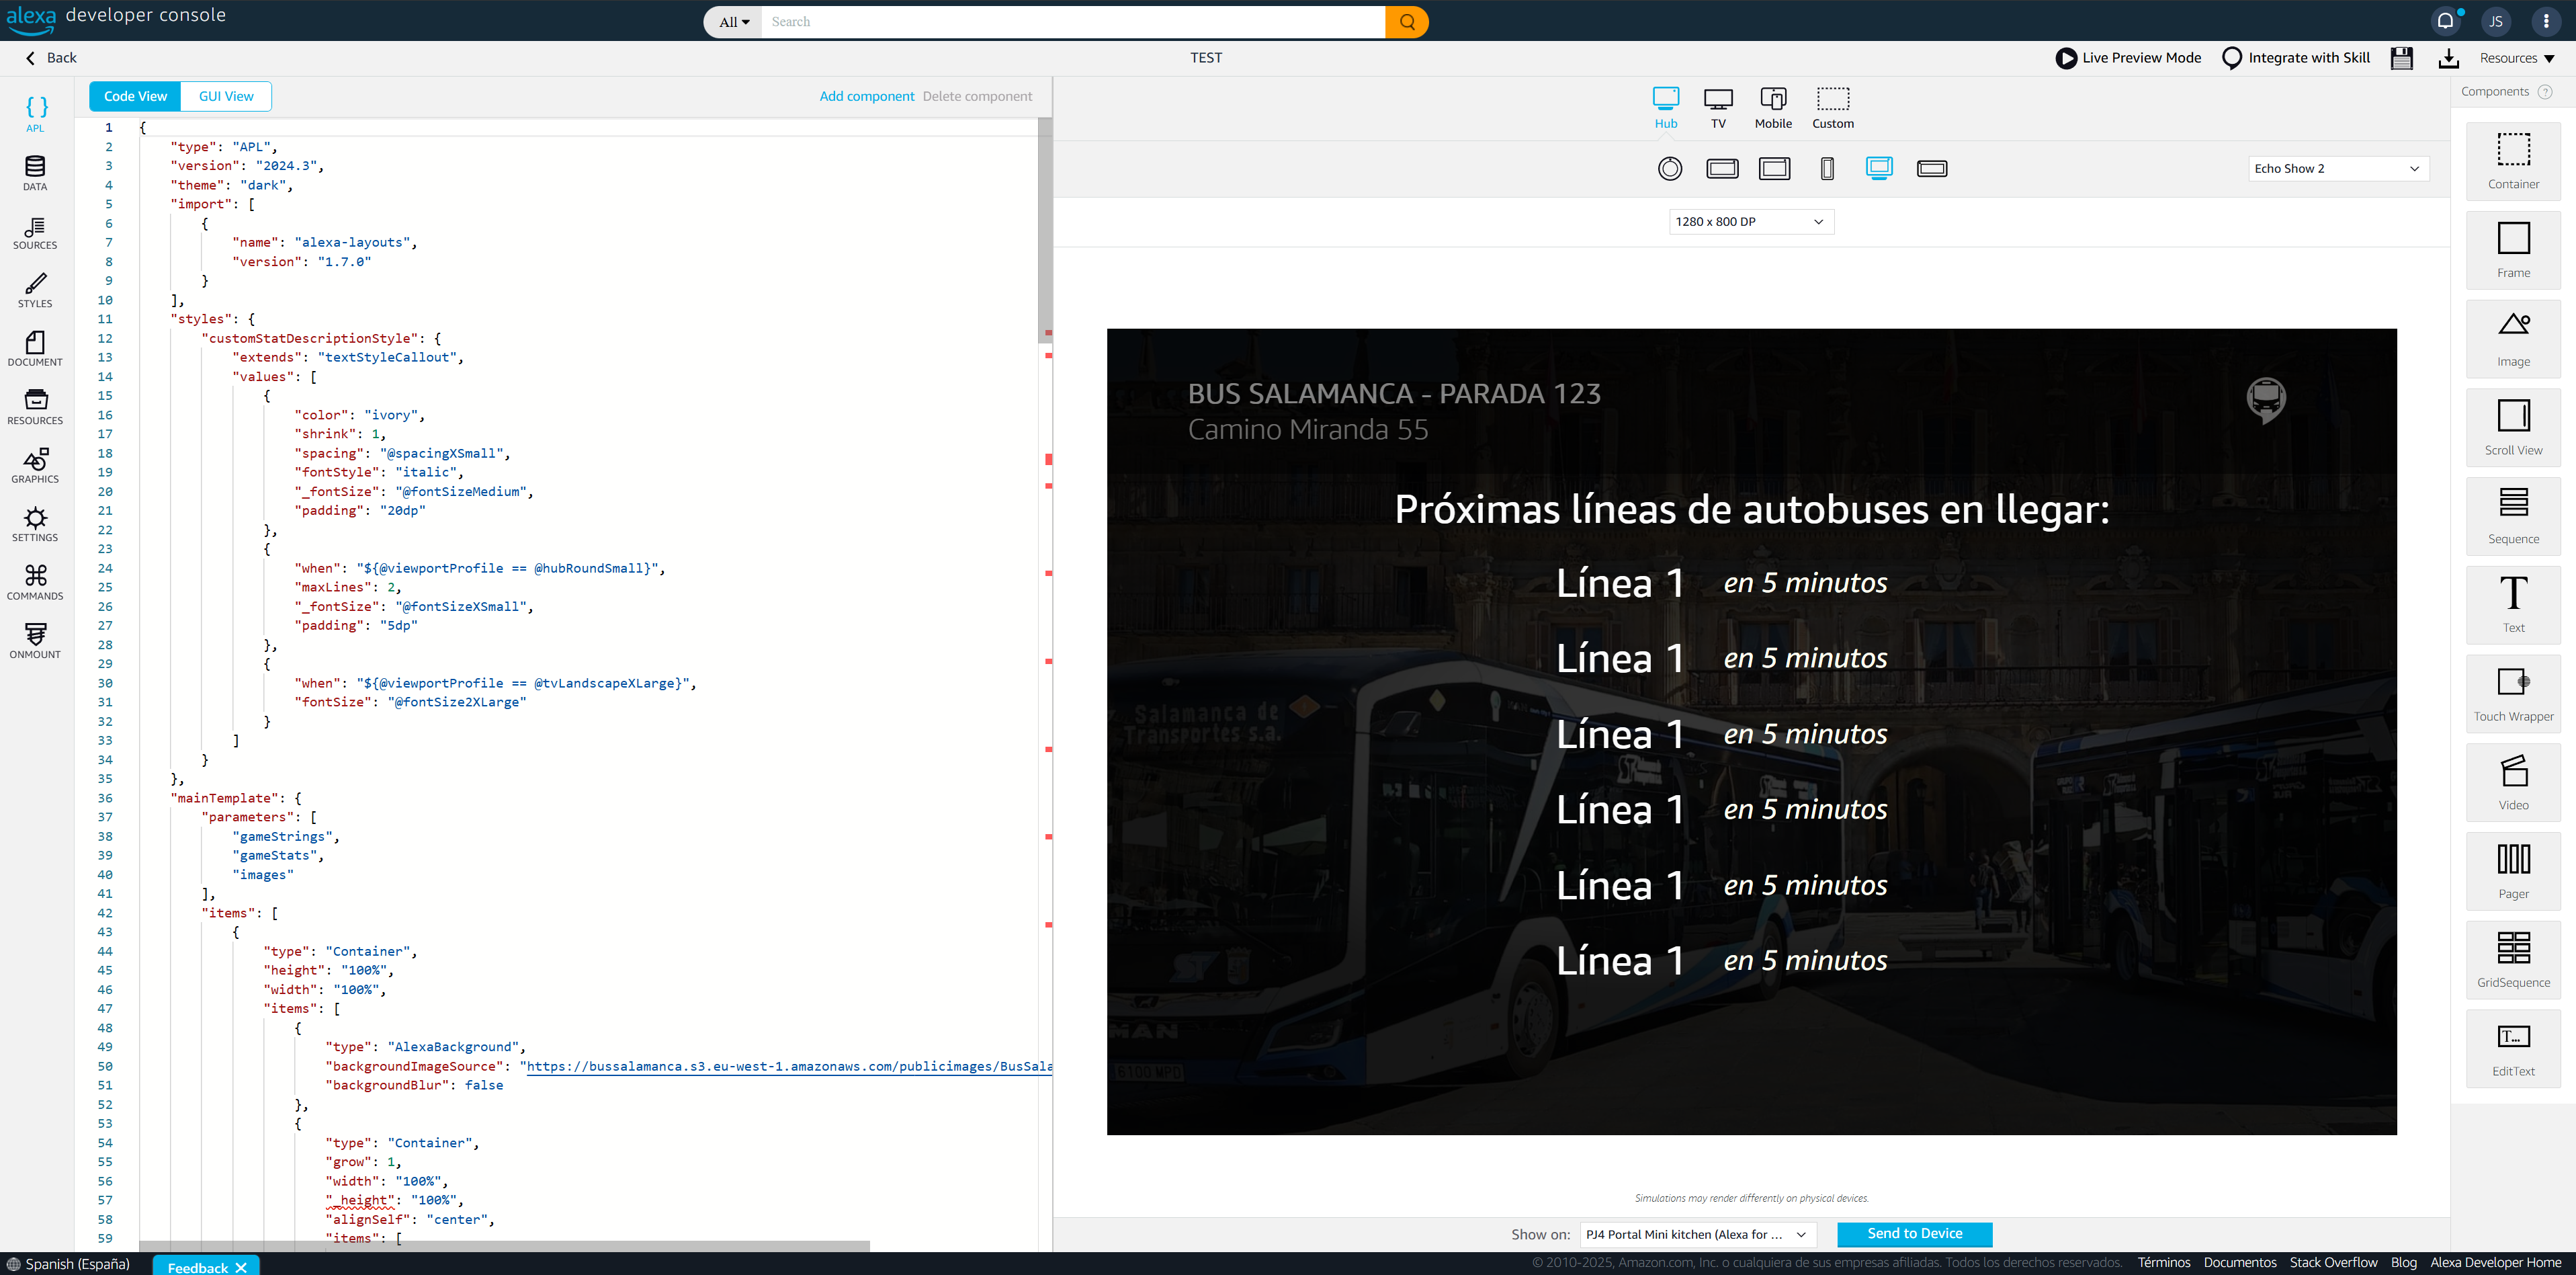 alexa developer console
All
Search
JS
Back
TEST
Live Preview Mode
Integrate with Skill
Resources
Code View
GUI View
Add component
Delete component
Hub
TV
Mobile
Custom
Components
Echo Show 2
1280 x 800 DP
APL
DATA
SOURCES
STYLES
DOCUMENT
RESOURCES
GRAPHICS
SETTINGS
COMMANDS
ONMOUNT
1 {
2 "type": "APL",
3 "version": "2024.3",
4 "theme": "dark",
5 "import": [
6 {
7 "name": "alexa-layouts",
8 "version": "1.7.0"
9 }
10 ],
11 "styles": {
12 "customStatDescriptionStyle": {
13 "extends": "textStyleCallout",
14 "values": [
15 {
16 "color": "ivory",
17 "shrink": 1,
18 "spacing": "@spacingXSmall",
19 "fontStyle": "italic",
20 "_fontSize": "@fontSizeMedium",
21 "padding": "20dp"
22 },
23 {
24 "when": "${@viewportProfile == @hubRoundSmall}",
25 "maxLines": 2,
26 "_fontSize": "@fontSizeXSmall",
27 "padding": "5dp"
28 },
29 {
30 "when": "${@viewportProfile == @tvLandscapeXLarge}",
31 "fontSize": "@fontSize2XLarge"
32 }
33 ]
34 }
35 },
36 "mainTemplate": {
37 "parameters": [
38 "gameStrings",
39 "gameStats",
40 "images"
41 ],
42 "items": [
43 {
44 "type": "Container",
45 "height": "100%",
46 "width": "100%",
47 "items": [
48 {
49 "type": "AlexaBackground",
50 "backgroundImageSource": "https://bussalamanca.s3.eu-west-1.amazonaws.com/publicimages/BusSala
51 "backgroundBlur": false
52 },
53 {
54 "type": "Container",
55 "grow": 1,
56 "width": "100%",
57 "_height": "100%",
58 "alignSelf": "center",
59 "items": [
BUS SALAMANCA - PARADA 123
Camino Miranda 55
Próximas líneas de autobuses en llegar:
Línea 1 en 5 minutos
Línea 1 en 5 minutos
Línea 1 en 5 minutos
Línea 1 en 5 minutos
Línea 1 en 5 minutos
Línea 1 en 5 minutos
Salamanca de
Transportes s.a.
MAN
6100 MPD
Simulations may render differently on physical devices.
Show on:
PJ4 Portal Mini kitchen (Alexa for ...
Send to Device
Container
Frame
Image
Scroll View
Sequence
Text
Touch Wrapper
Video
Pager
GridSequence
EditText
Spanish (España)
Feedback
© 2010-2025, Amazon.com, Inc. o cualquiera de sus empresas afiliadas. Todos los derechos reservados.
Términos
Documentos
Stack Overflow
Blog
Alexa Developer Home